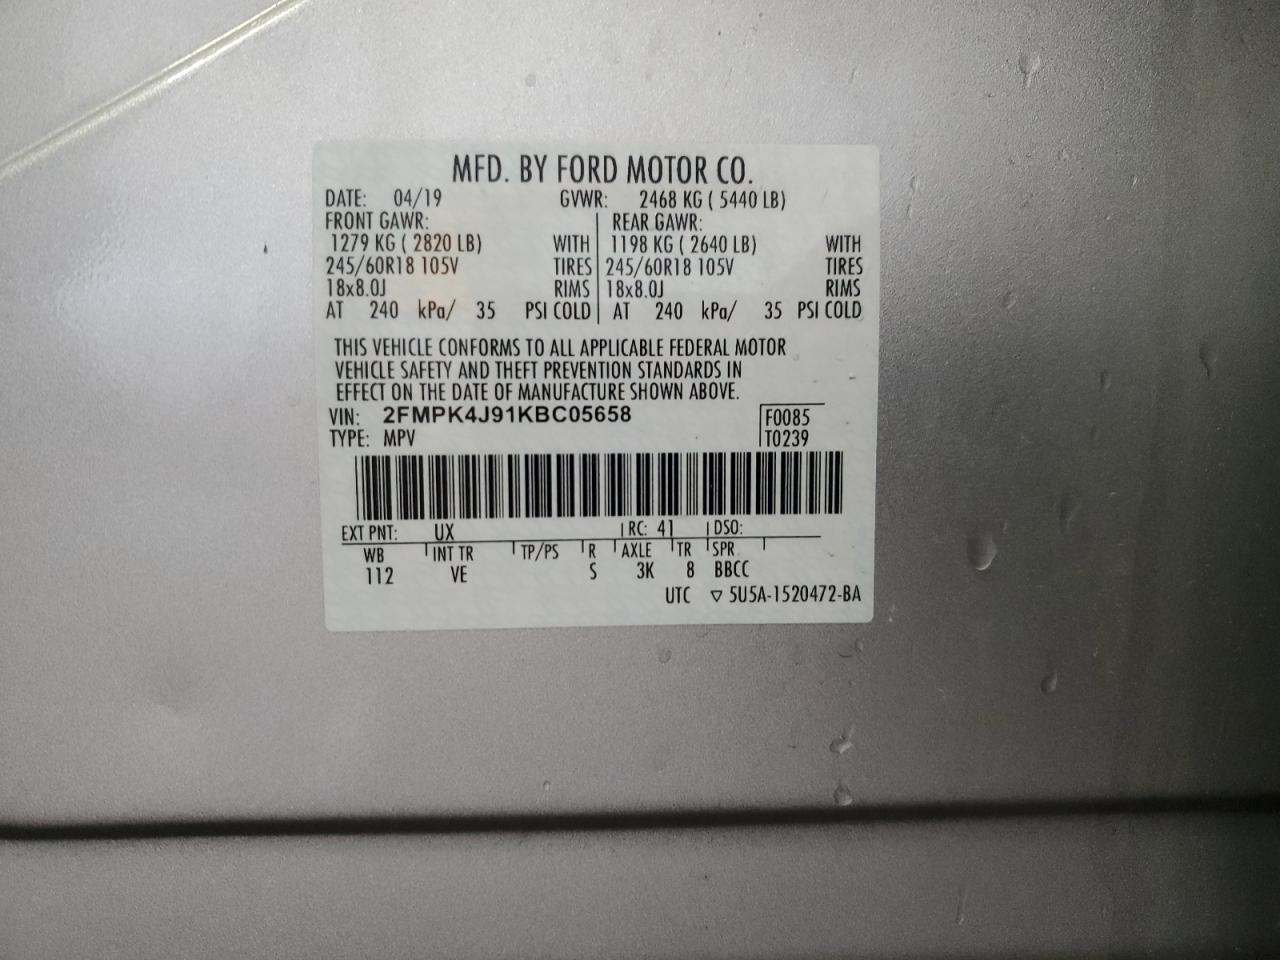 MFD. BY FORD MOTOR CO.
DATE: 04/19 GVWR: 2468 KG ( 5440 LB)
FRONT GAWR: REAR GAWR:
1279 KG ( 2820 LB) WITH 1198 KG ( 2640 LB) WITH
245/60R18 105V TIRES 245/60R18 105V TIRES
18x8.0J RIMS 18x8.0J RIMS
AT 240 kPa/ 35 PSI COLD AT 240 kPa/ 35 PSI COLD
THIS VEHICLE CONFORMS TO ALL APPLICABLE FEDERAL MOTOR
VEHICLE SAFETY AND THEFT PREVENTION STANDARDS IN
EFFECT ON THE DATE OF MANUFACTURE SHOWN ABOVE.
VIN: 2FMPK4J91KBC05658 F0085
TYPE: MPV T0239
EXT PNT: UX RC: 41 DSO:
WB INT TR TP/PS R AXLE TR SPR
112 VE S 3K 8 BBCC
UTC ▽ 5U5A-1520472-BA